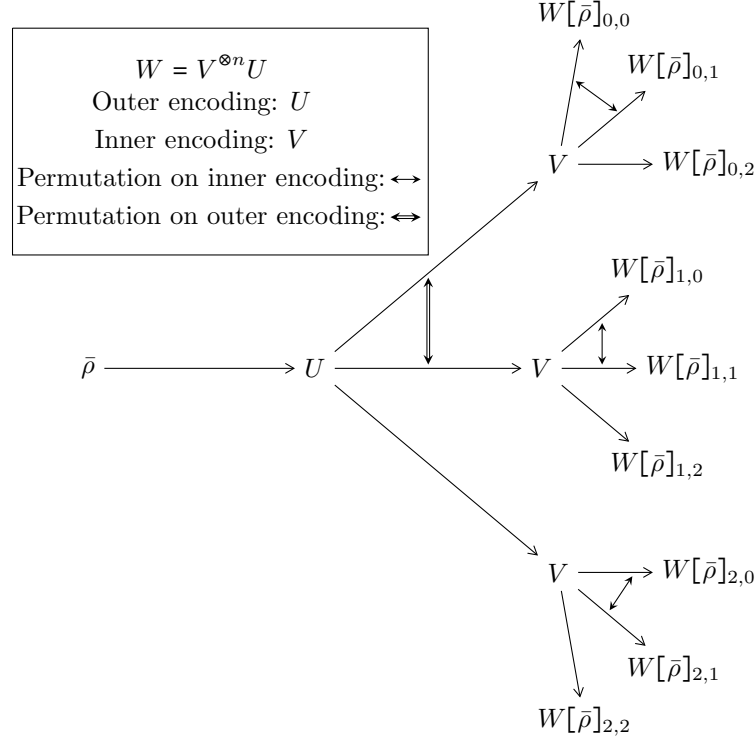 W[ρ̄]₀,₀
W = V^{⊗n}U
Outer encoding: U
Inner encoding: V
Permutation on inner encoding: ↔
Permutation on outer encoding: ⇔
W[ρ̄]₀,₁
V
W[ρ̄]₀,₂
W[ρ̄]₁,₀
ρ̄ U V W[ρ̄]₁,₁
W[ρ̄]₁,₂
V W[ρ̄]₂,₀
W[ρ̄]₂,₁
W[ρ̄]₂,₂